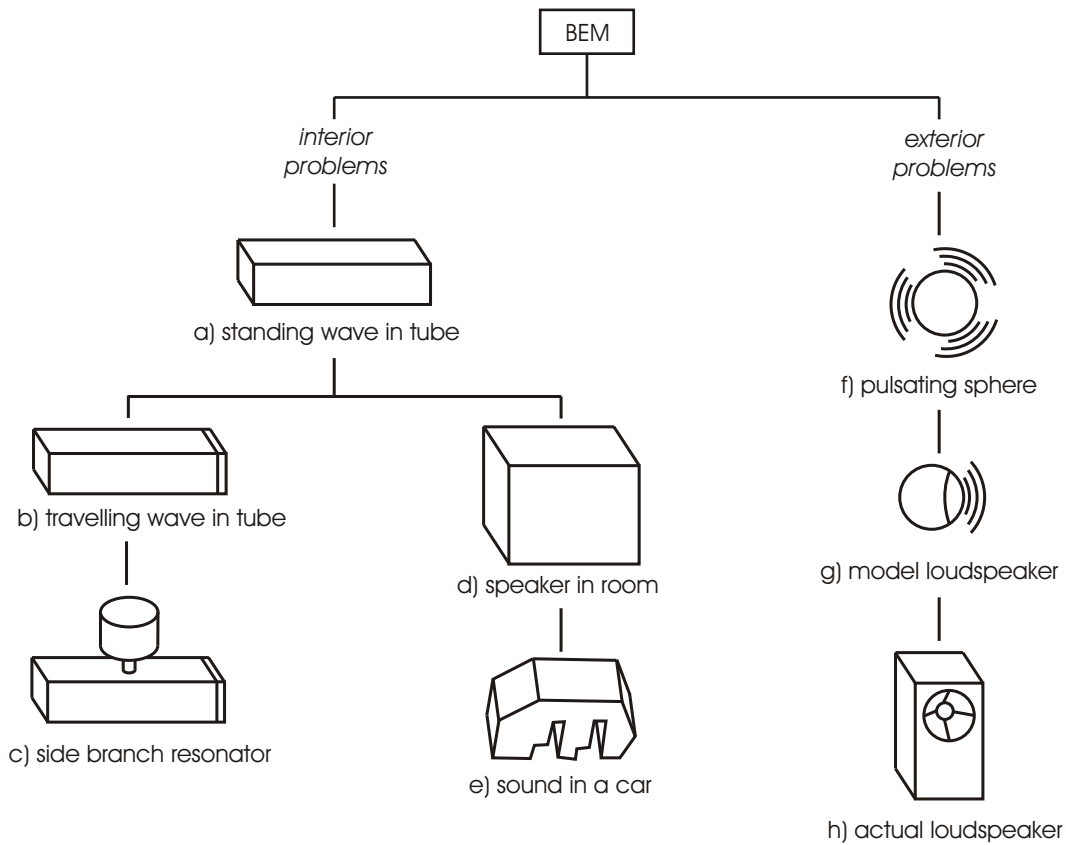 BEM
interior
problems
exterior
problems
a) standing wave in tube
f) pulsating sphere
b) travelling wave in tube
d) speaker in room
g) model loudspeaker
c) side branch resonator
e) sound in a car
h) actual loudspeaker